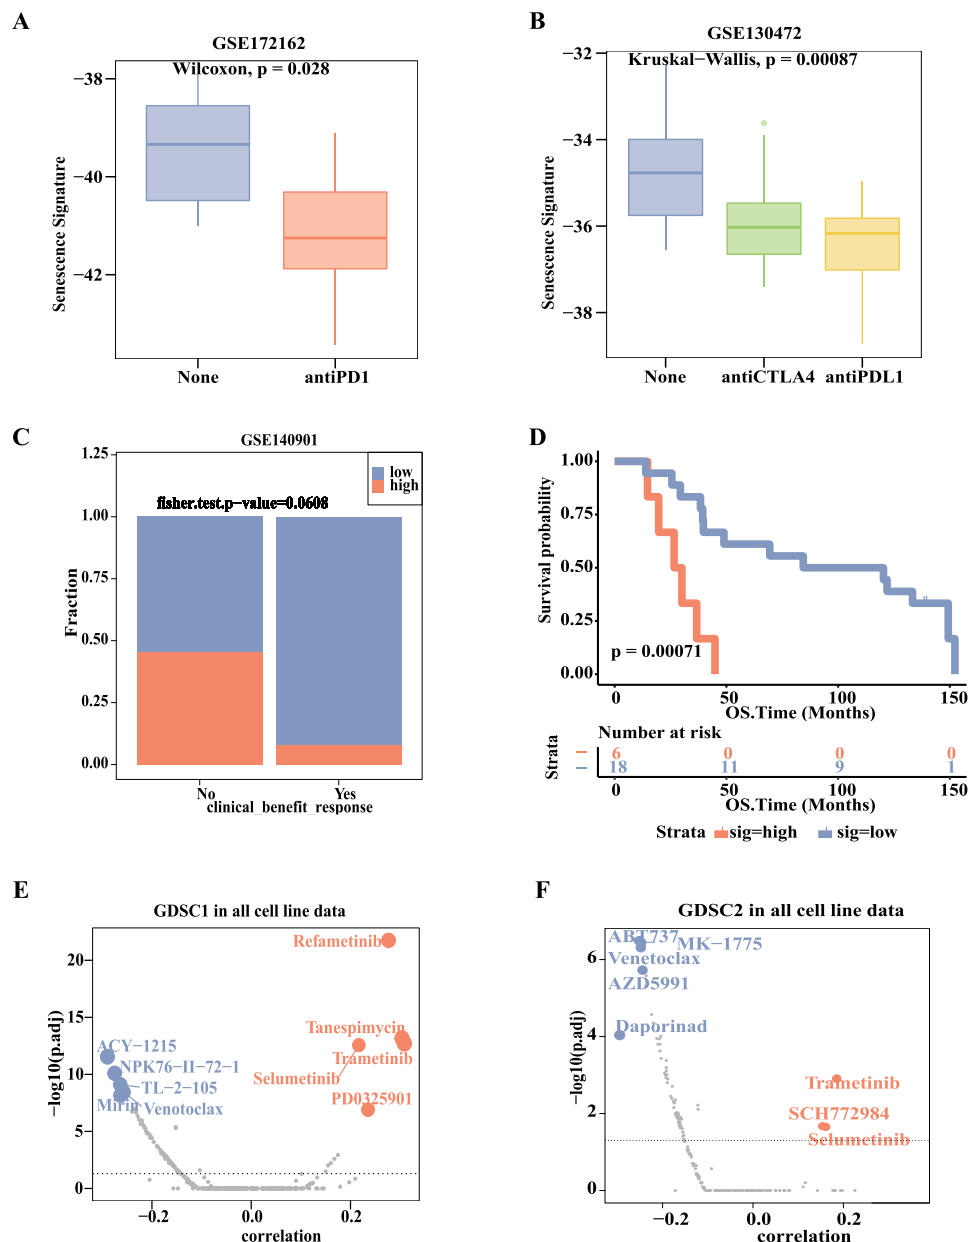 A
GSE172162
Wilcoxon, p = 0.028
Senescence Signature
−38
−40
−42
None
antiPD1
B
GSE130472
Kruskal−Wallis, p = 0.00087
Senescence Signature
−32
−34
−36
−38
None
antiCTLA4
antiPDL1
C
GSE140901
fisher.test.p−value=0.0608
low
high
Fraction
1.25
1.00
0.75
0.50
0.25
0.00
No
Yes
clinical_benefit_response
D
Survival probability
1.00
0.75
0.50
0.25
0.00
p = 0.00071
0
50
100
150
OS.Time (Months)
Number at risk
Strata
6 0 0 0
18 11 9 1
0 50 100 150
OS.Time (Months)
Strata sig=high sig=low
E
GDSC1 in all cell line data
−log10(p.adj)
20
15
10
5
0
Refametinib
Tanespimycin
Trametinib
Selumetinib
PD0325901
ACY−1215
NPK76−II−72−1
TL−2−105
Mirin
Venotoclax
−0.2
0.0
0.2
correlation
F
GDSC2 in all cell line data
−log10(p.adj)
6
4
2
0
ABT737
MK−1775
Venetoclax
AZD5991
Daporinad
Trametinib
SCH772984
Selumetinib
−0.2
0.0
0.2
correlation